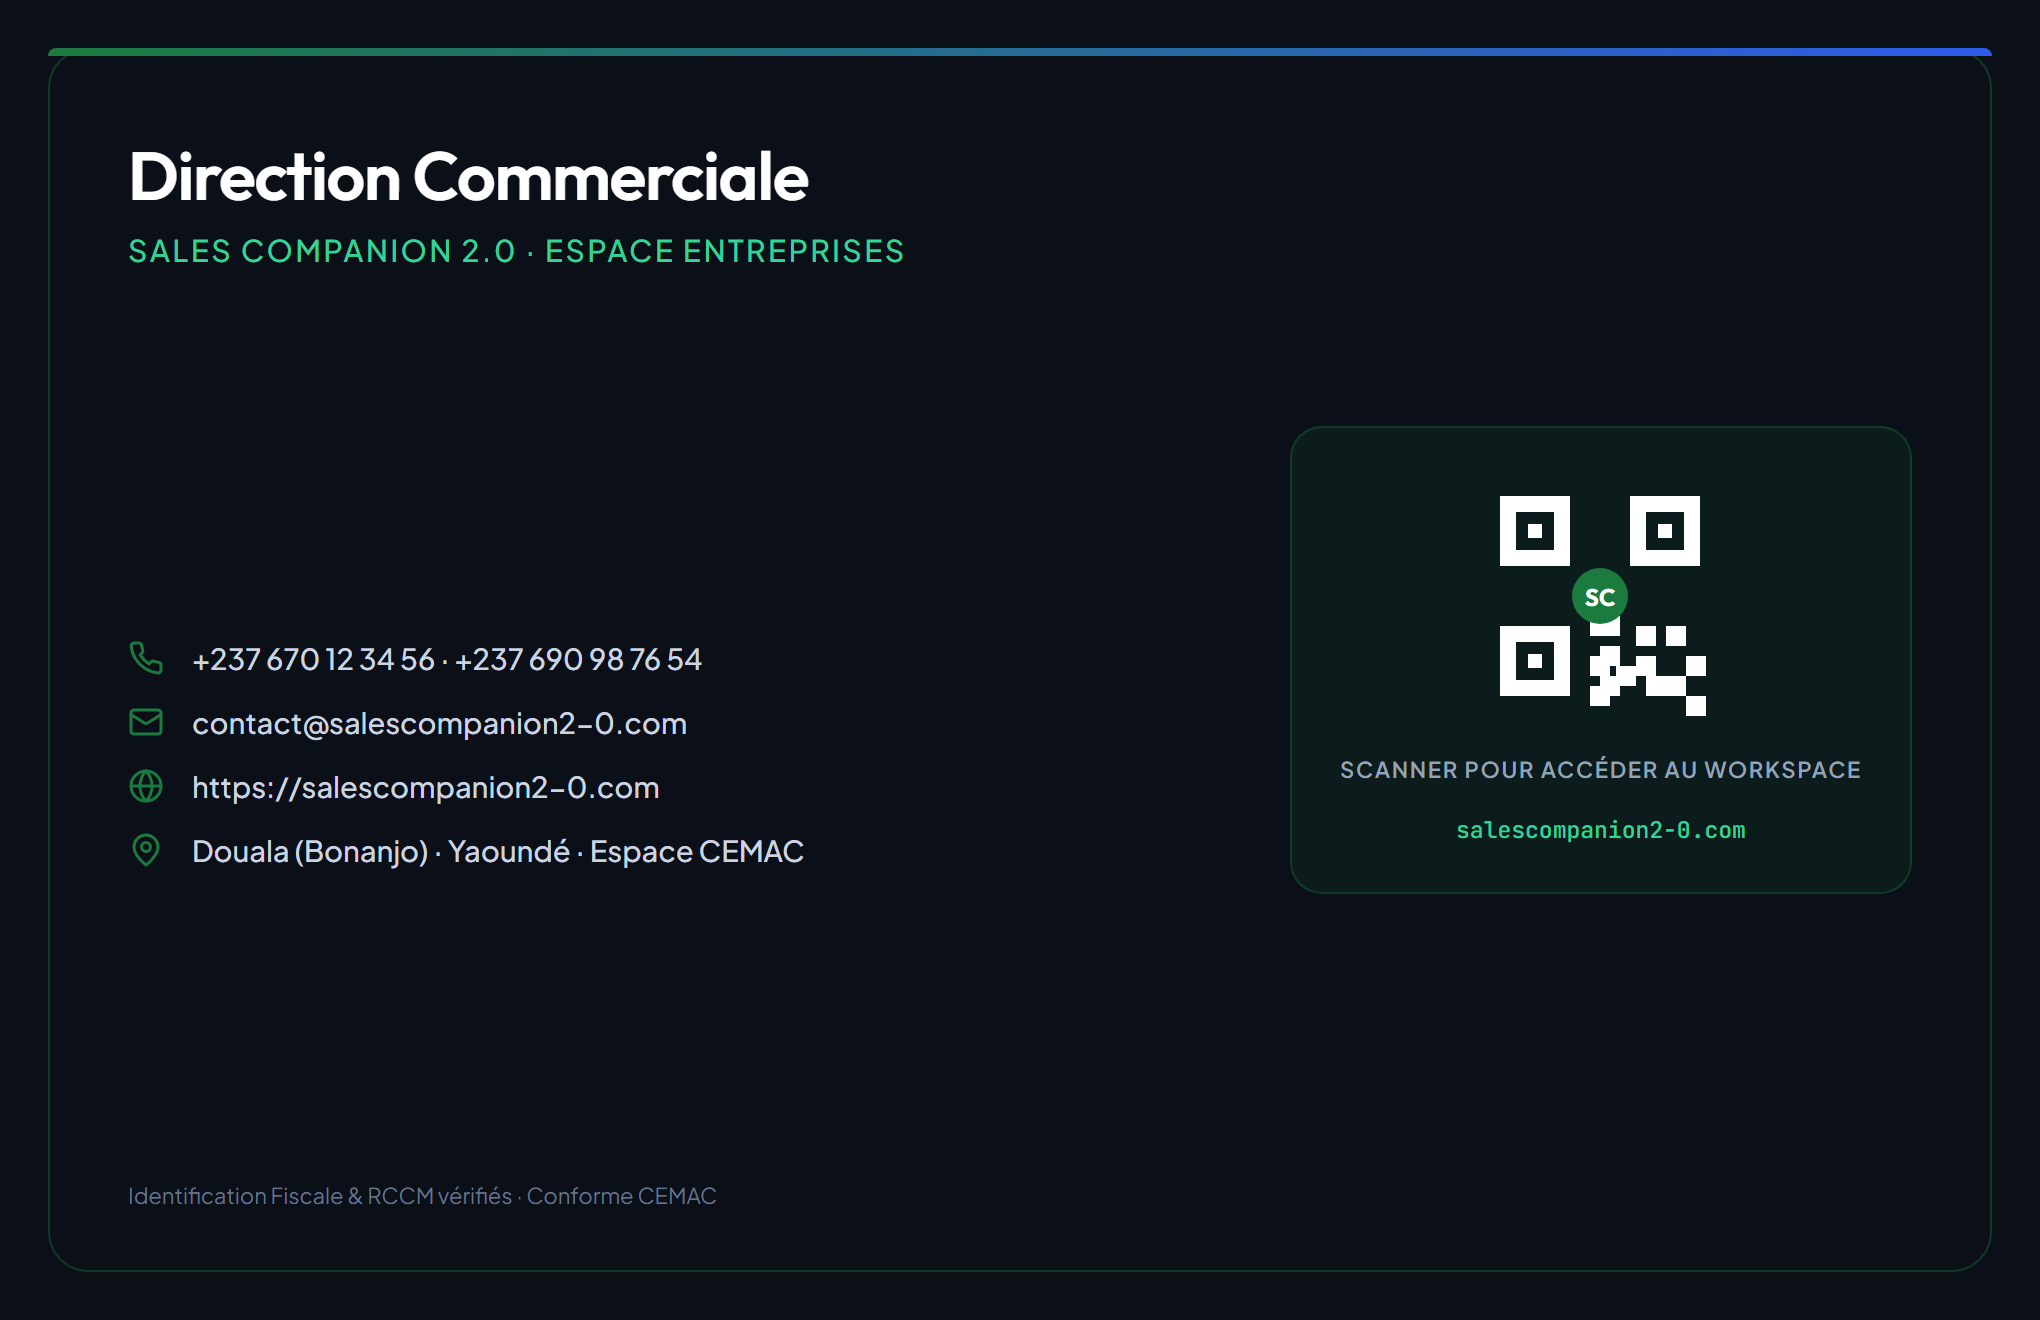 Direction Commerciale
SALES COMPANION 2.0 · ESPACE ENTREPRISES
+237 670 12 34 56 · +237 690 98 76 54
contact@salescompanion2-0.com
https://salescompanion2-0.com
Douala (Bonanjo) · Yaoundé · Espace CEMAC
SC
SCANNER POUR ACCÉDER AU WORKSPACE
salescompanion2-0.com
Identification Fiscale & RCCM vérifiés · Conforme CEMAC